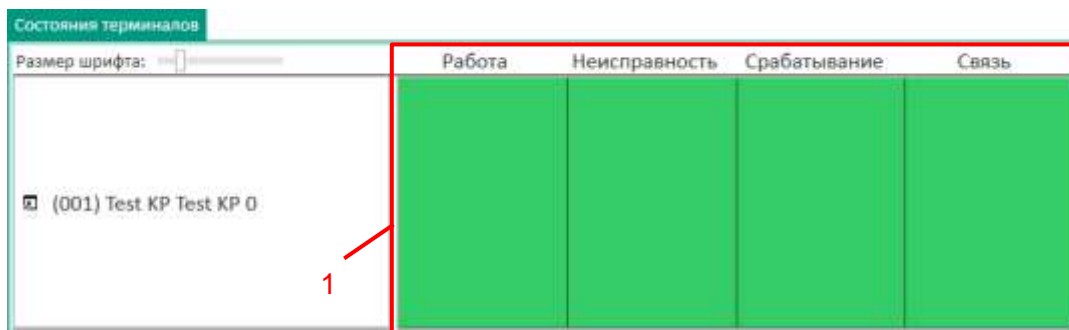 Состояния терминалов
Размер шрифта: Работа Неисправность Срабатывание Связь
(001) Test KP Test KP 0
1